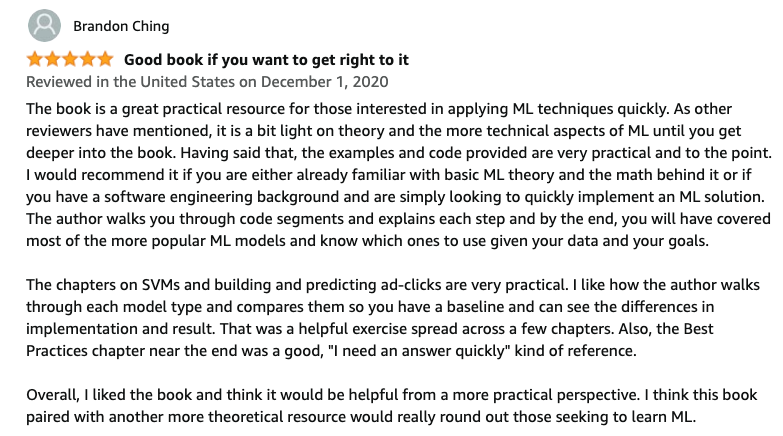 Brandon Ching
Good book if you want to get right to it
Reviewed in the United States on December 1, 2020
The book is a great practical resource for those interested in applying ML techniques quickly. As other
reviewers have mentioned, it is a bit light on theory and the more technical aspects of ML until you get
deeper into the book. Having said that, the examples and code provided are very practical and to the point.
I would recommend it if you are either already familiar with basic ML theory and the math behind it or if
you have a software engineering background and are simply looking to quickly implement an ML solution.
The author walks you through code segments and explains each step and by the end, you will have covered
most of the more popular ML models and know which ones to use given your data and your goals.
The chapters on SVMs and building and predicting ad-clicks are very practical. I like how the author walks
through each model type and compares them so you have a baseline and can see the differences in
implementation and result. That was a helpful exercise spread across a few chapters. Also, the Best
Practices chapter near the end was a good, "I need an answer quickly" kind of reference.
Overall, I liked the book and think it would be helpful from a more practical perspective. I think this book
paired with another more theoretical resource would really round out those seeking to learn ML.